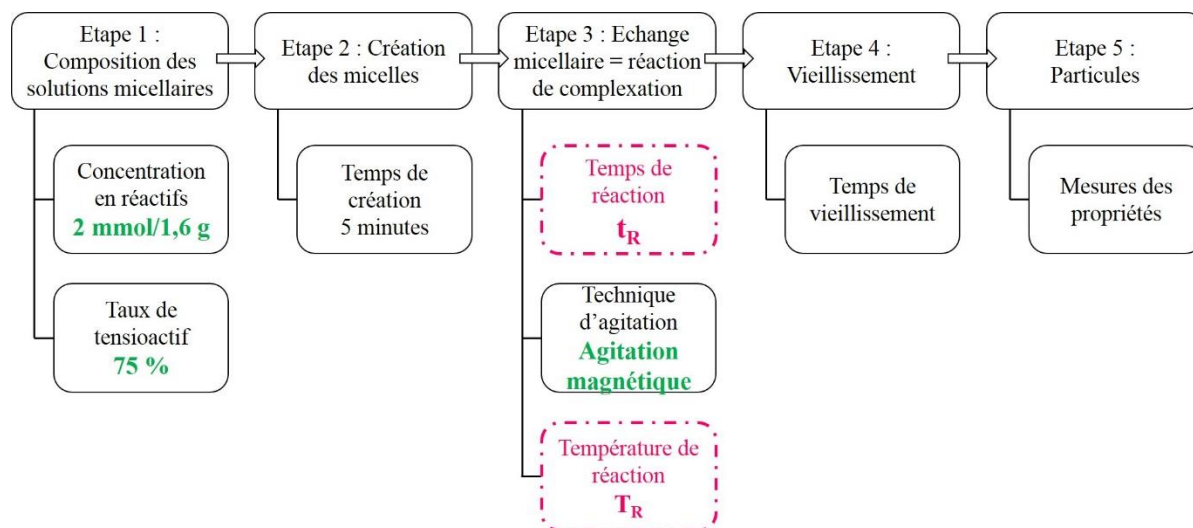 Etape 1 :
Composition des
solutions micellaires
Concentration
en réactifs
2 mmol/1,6 g
Taux de
tensioactif
75 %
Etape 2 : Création
des micelles
Temps de
création
5 minutes
Etape 3 : Echange
micellaire = réaction
de complexation
Temps de
réaction
tR
Technique
d'agitation
Agitation
magnétique
Température de
réaction
TR
Etape 4 :
Vieillissement
Temps de
vieillissement
Etape 5 :
Particules
Mesures des
propriétés